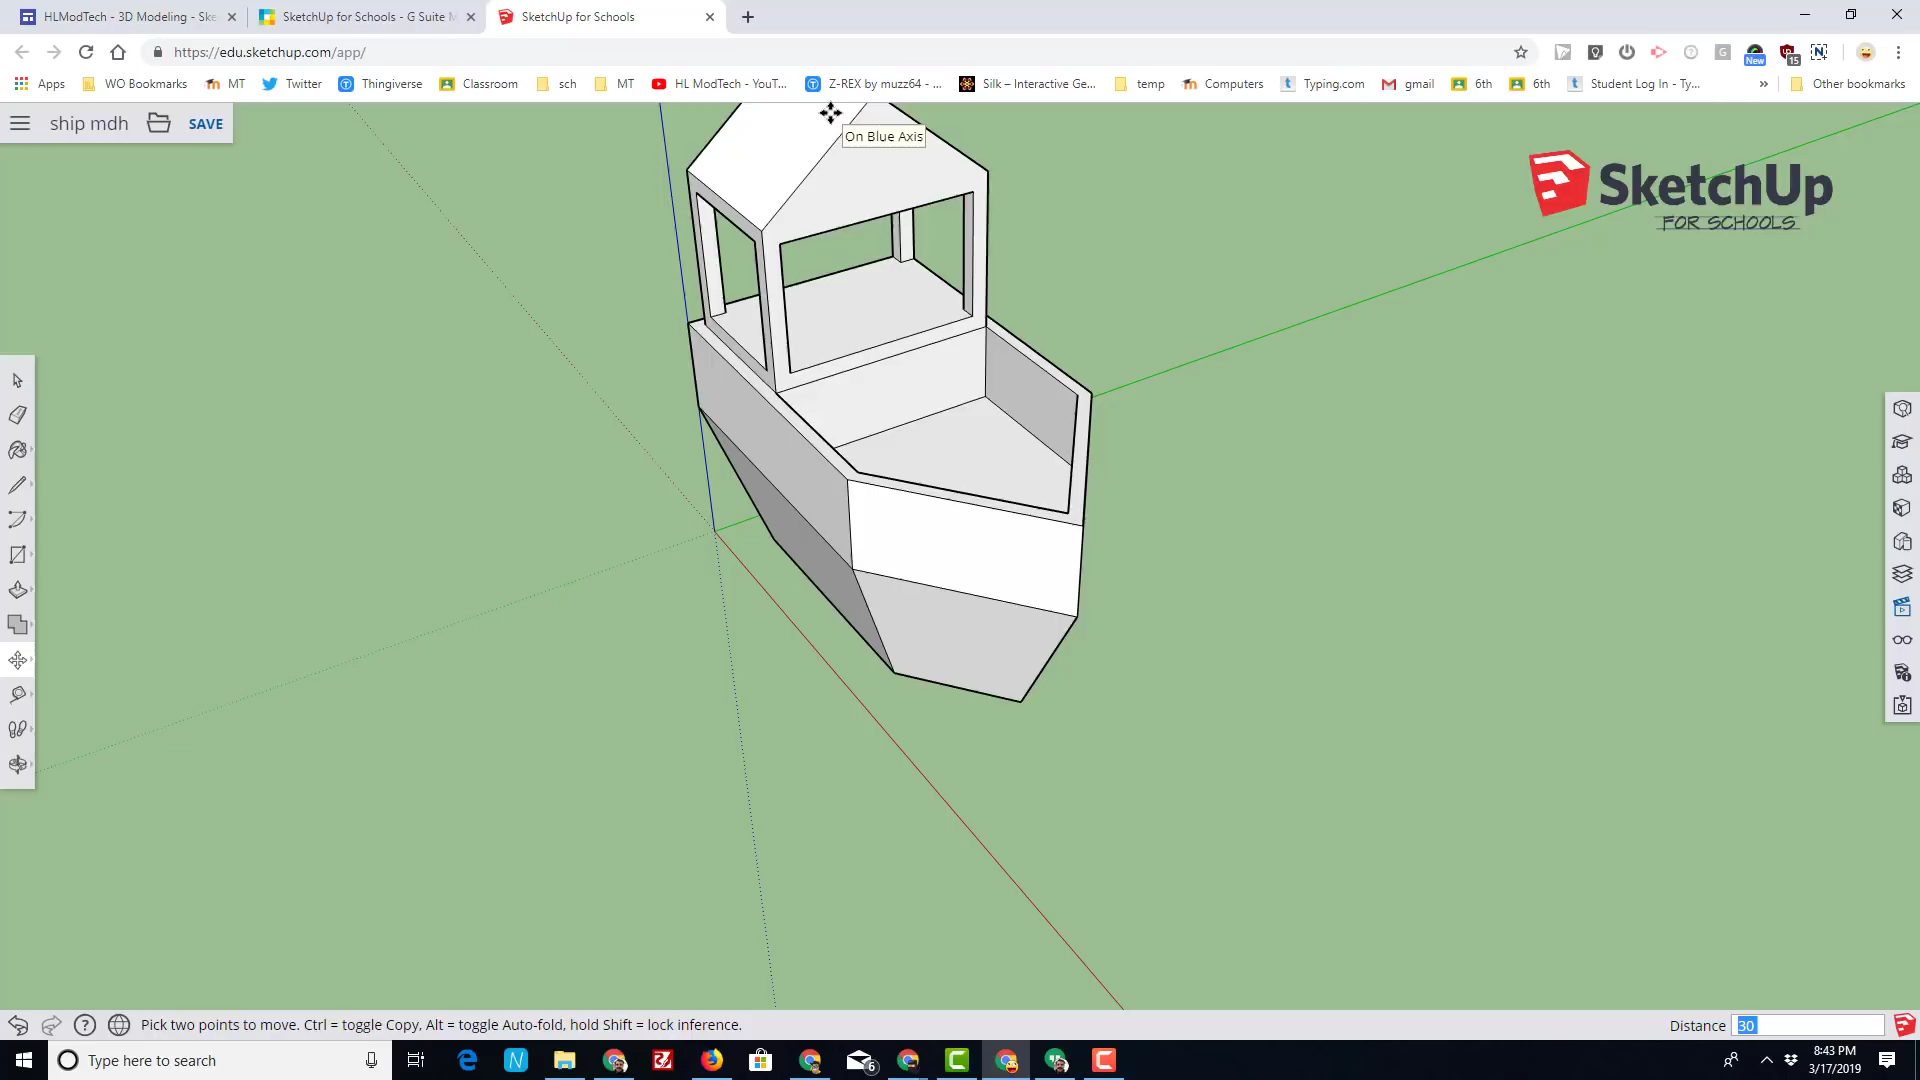 HLModTech - 3D Modeling - Ske
SketchUp for Schools - G Suite M
SketchUp for Schools
https://edu.sketchup.com/app/
New
15
Apps
WO Bookmarks
MT
Twitter
Thingiverse
Classroom
sch
MT
HL ModTech - YouT...
Z-REX by muzz64 - ...
Silk – Interactive Ge...
temp
Computers
Typing.com
gmail
6th
6th
Student Log In - Ty...
»
Other bookmarks
ship mdh
SAVE
On Blue Axis
SketchUp
FOR SCHOOLS
Pick two points to move. Ctrl = toggle Copy, Alt = toggle Auto-fold, hold Shift = lock inference.
Distance
30
Type here to search
6
8:43 PM
3/17/2019